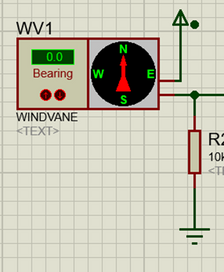 WV1
0.0
Bearing
N
W E
S
WINDVANE
<TEXT>
R2
10k